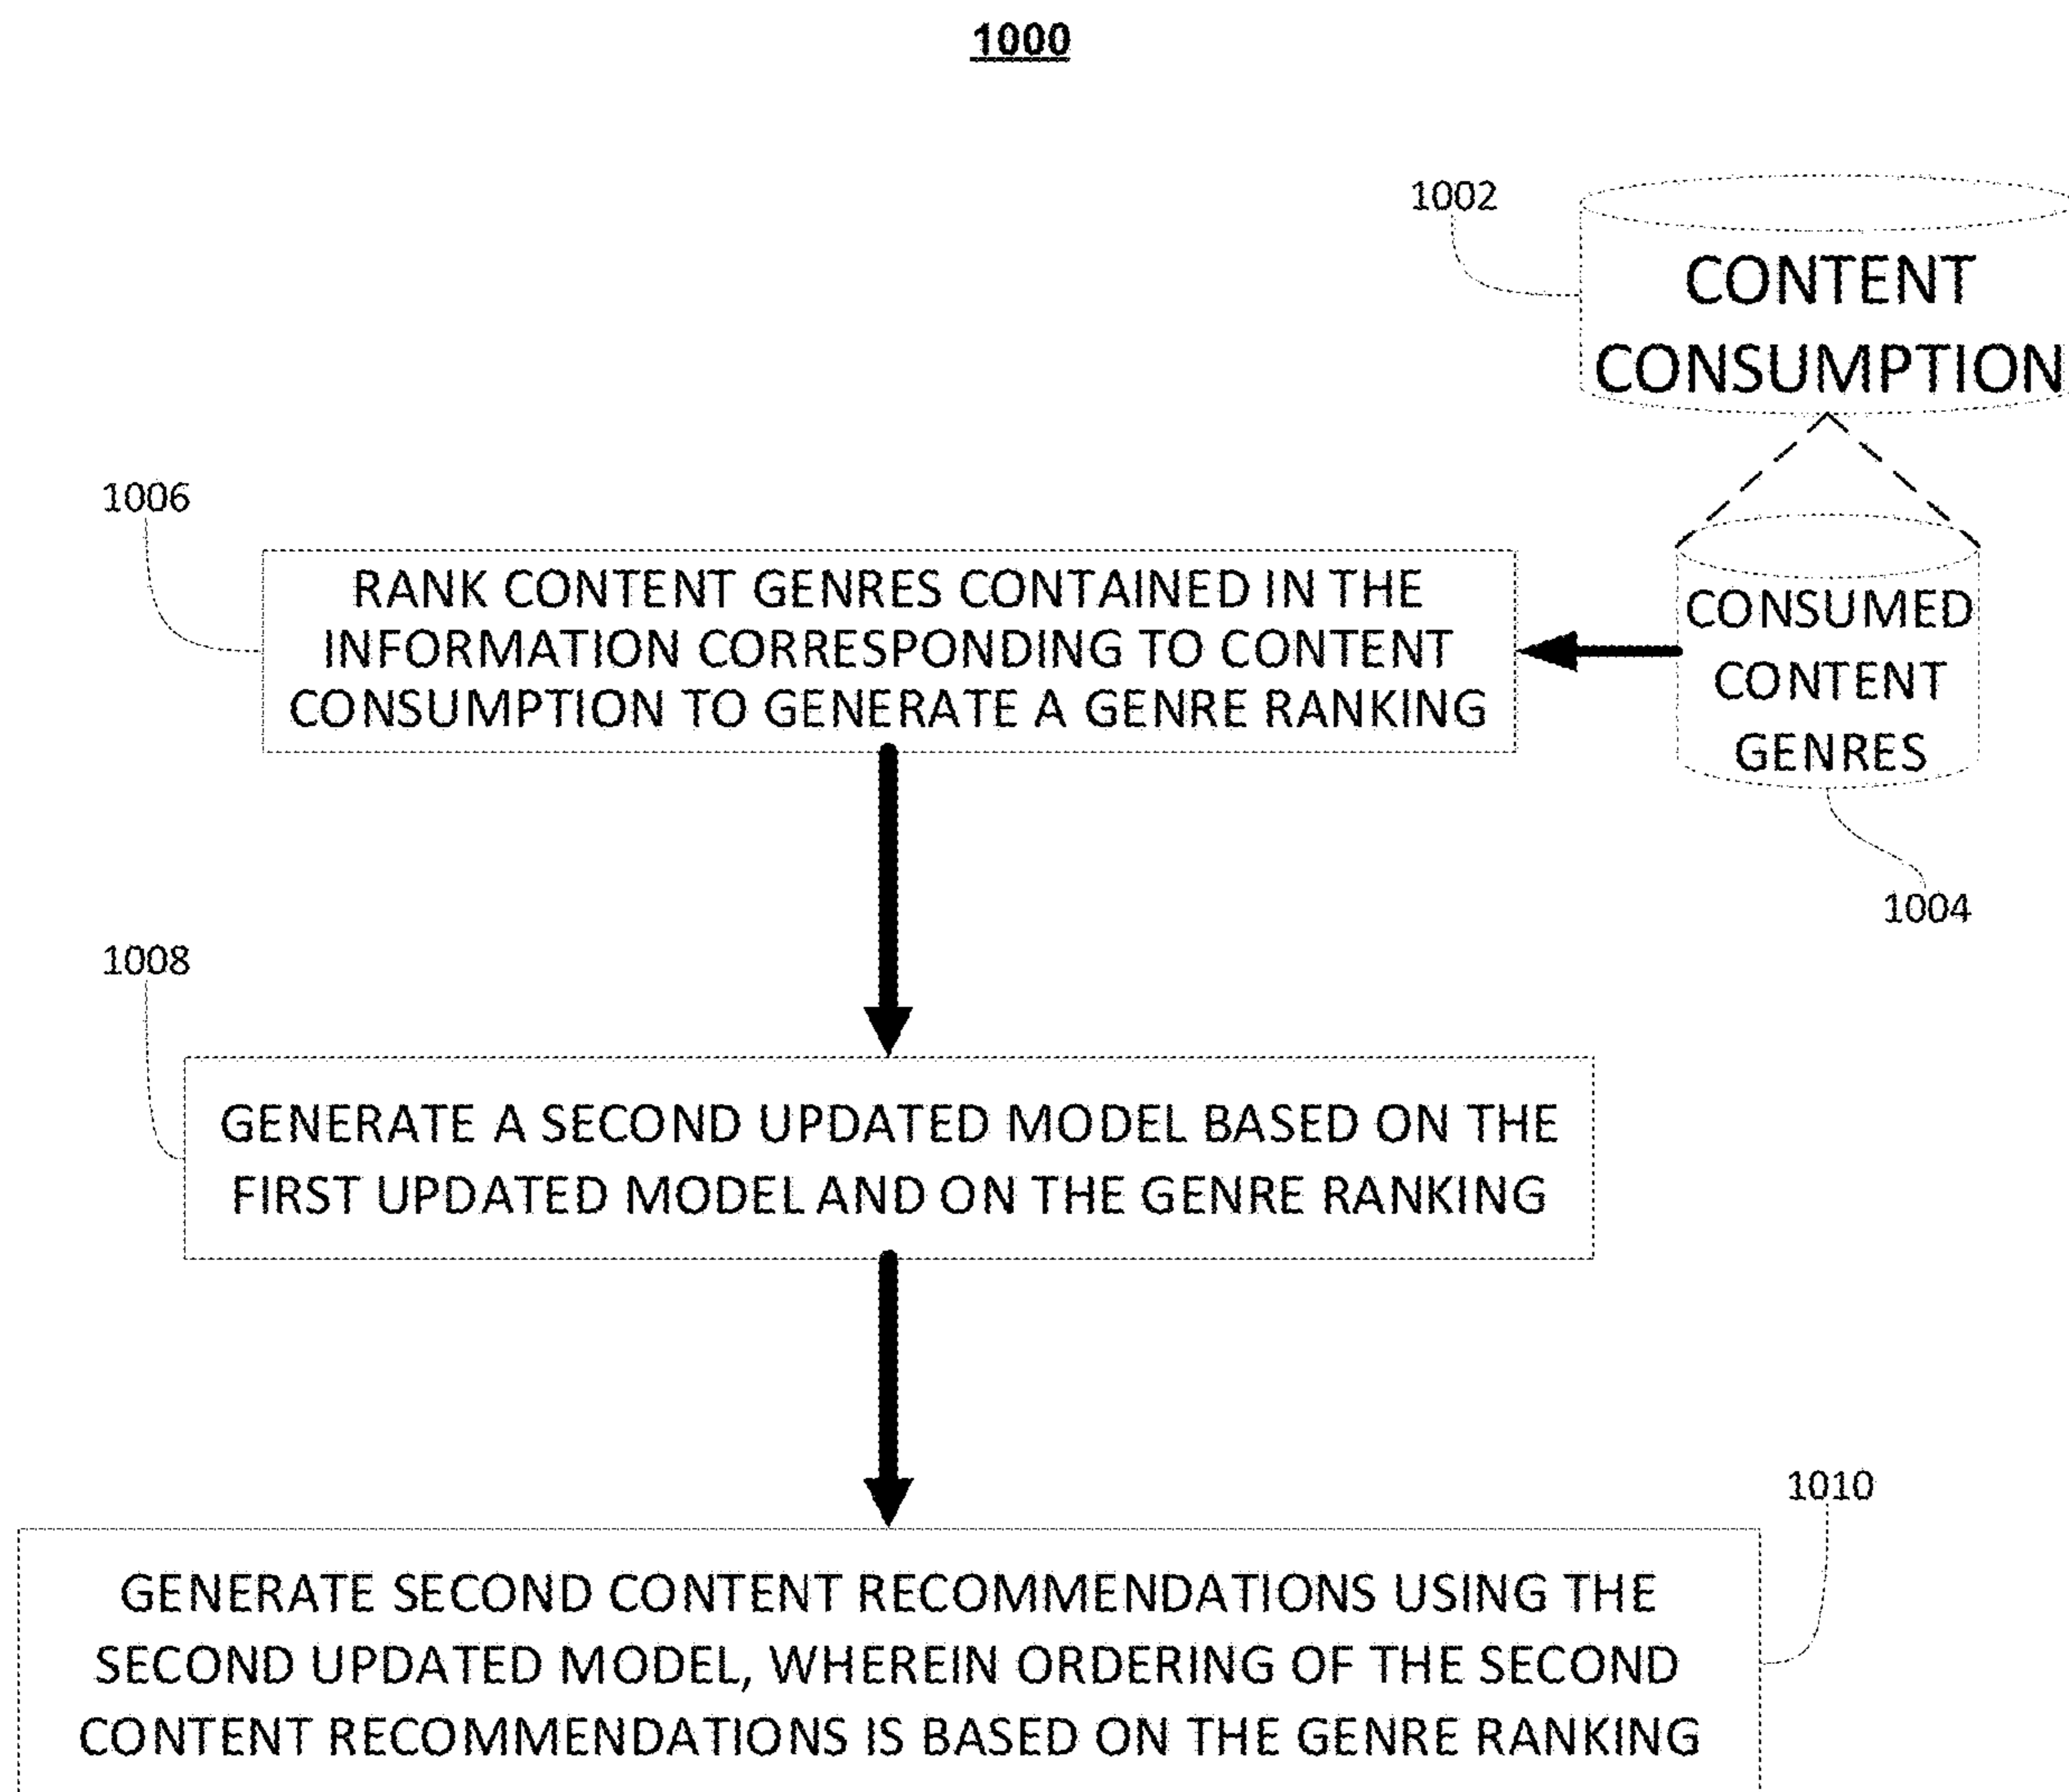 1000
1002
CONTENT
CONSUMPTION
1006
RANK CONTENT GENRES CONTAINED IN THE
INFORMATION CORRESPONDING TO CONTENT
CONSUMPTION TO GENERATE A GENRE RANKING
CONSUMED
CONTENT
GENRES
1004
1008
GENERATE A SECOND UPDATED MODEL BASED ON THE
FIRST UPDATED MODEL AND ON THE GENRE RANKING
1010
GENERATE SECOND CONTENT RECOMMENDATIONS USING THE
SECOND UPDATED MODEL, WHEREIN ORDERING OF THE SECOND
CONTENT RECOMMENDATIONS IS BASED ON THE GENRE RANKING